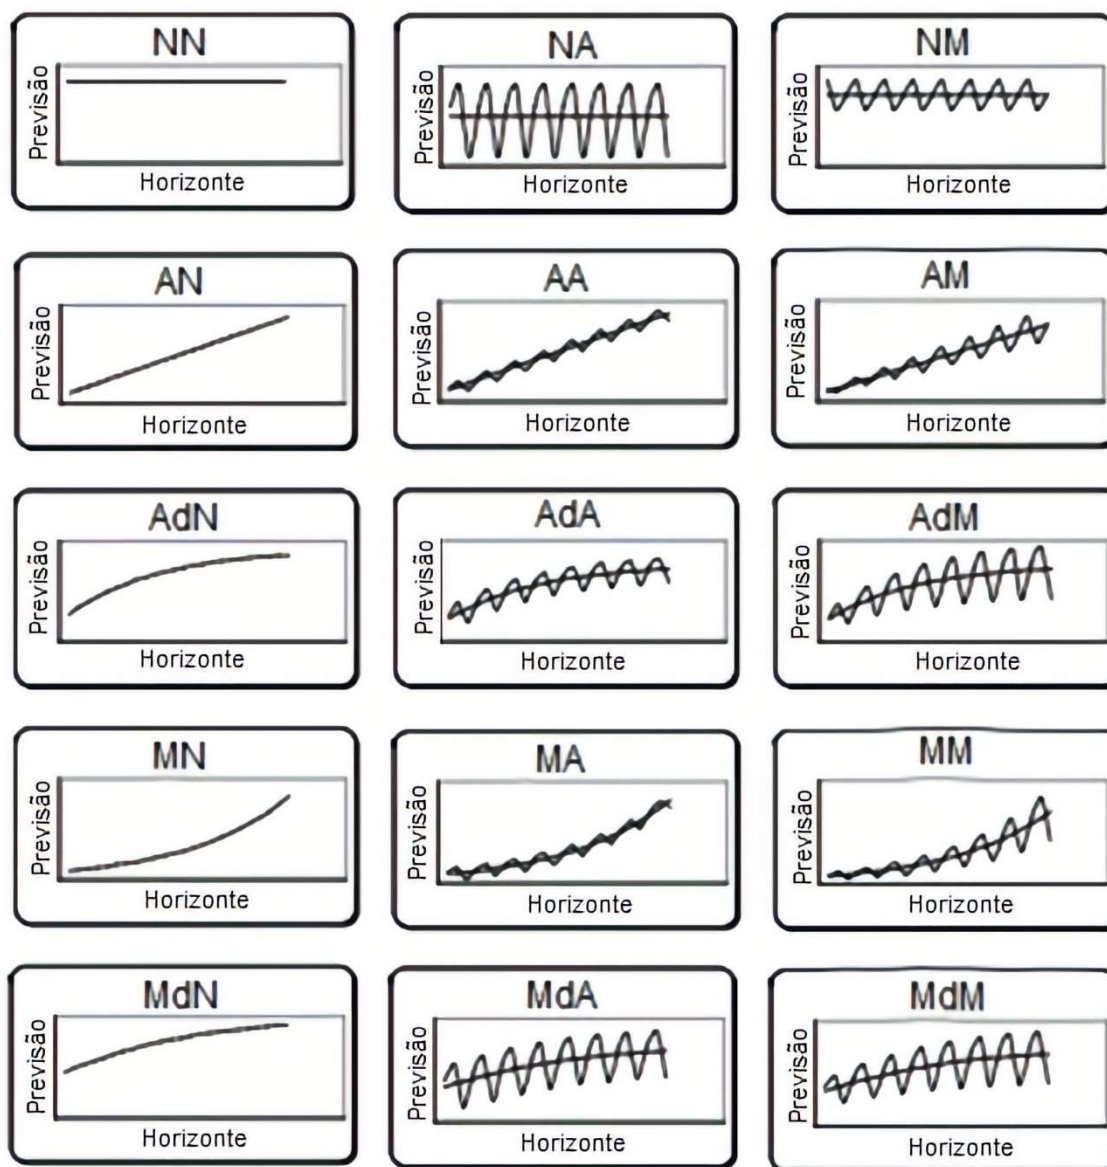 NN
Previsão
Horizonte
NA
Previsão
Horizonte
NM
Previsão
Horizonte
AN
Previsão
Horizonte
AA
Previsão
Horizonte
AM
Previsão
Horizonte
AdN
Previsão
Horizonte
AdA
Previsão
Horizonte
AdM
Previsão
Horizonte
MN
Previsão
Horizonte
MA
Previsão
Horizonte
MM
Previsão
Horizonte
MdN
Previsão
Horizonte
MdA
Previsão
Horizonte
MdM
Previsão
Horizonte